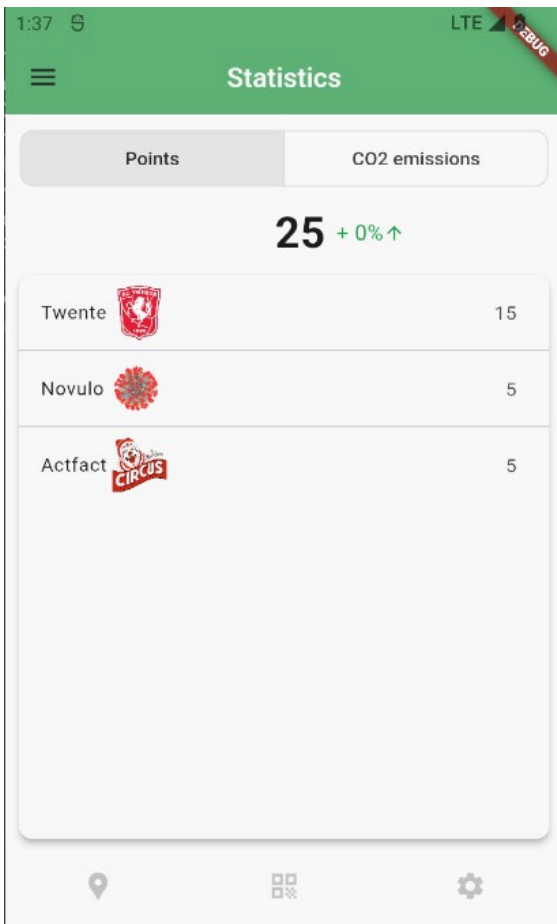 1:37 LTE
DEBUG
Statistics
Points CO2 emissions
25 + 0%↑
Twente 15
Novulo 5
Actfact CIRCUS 5